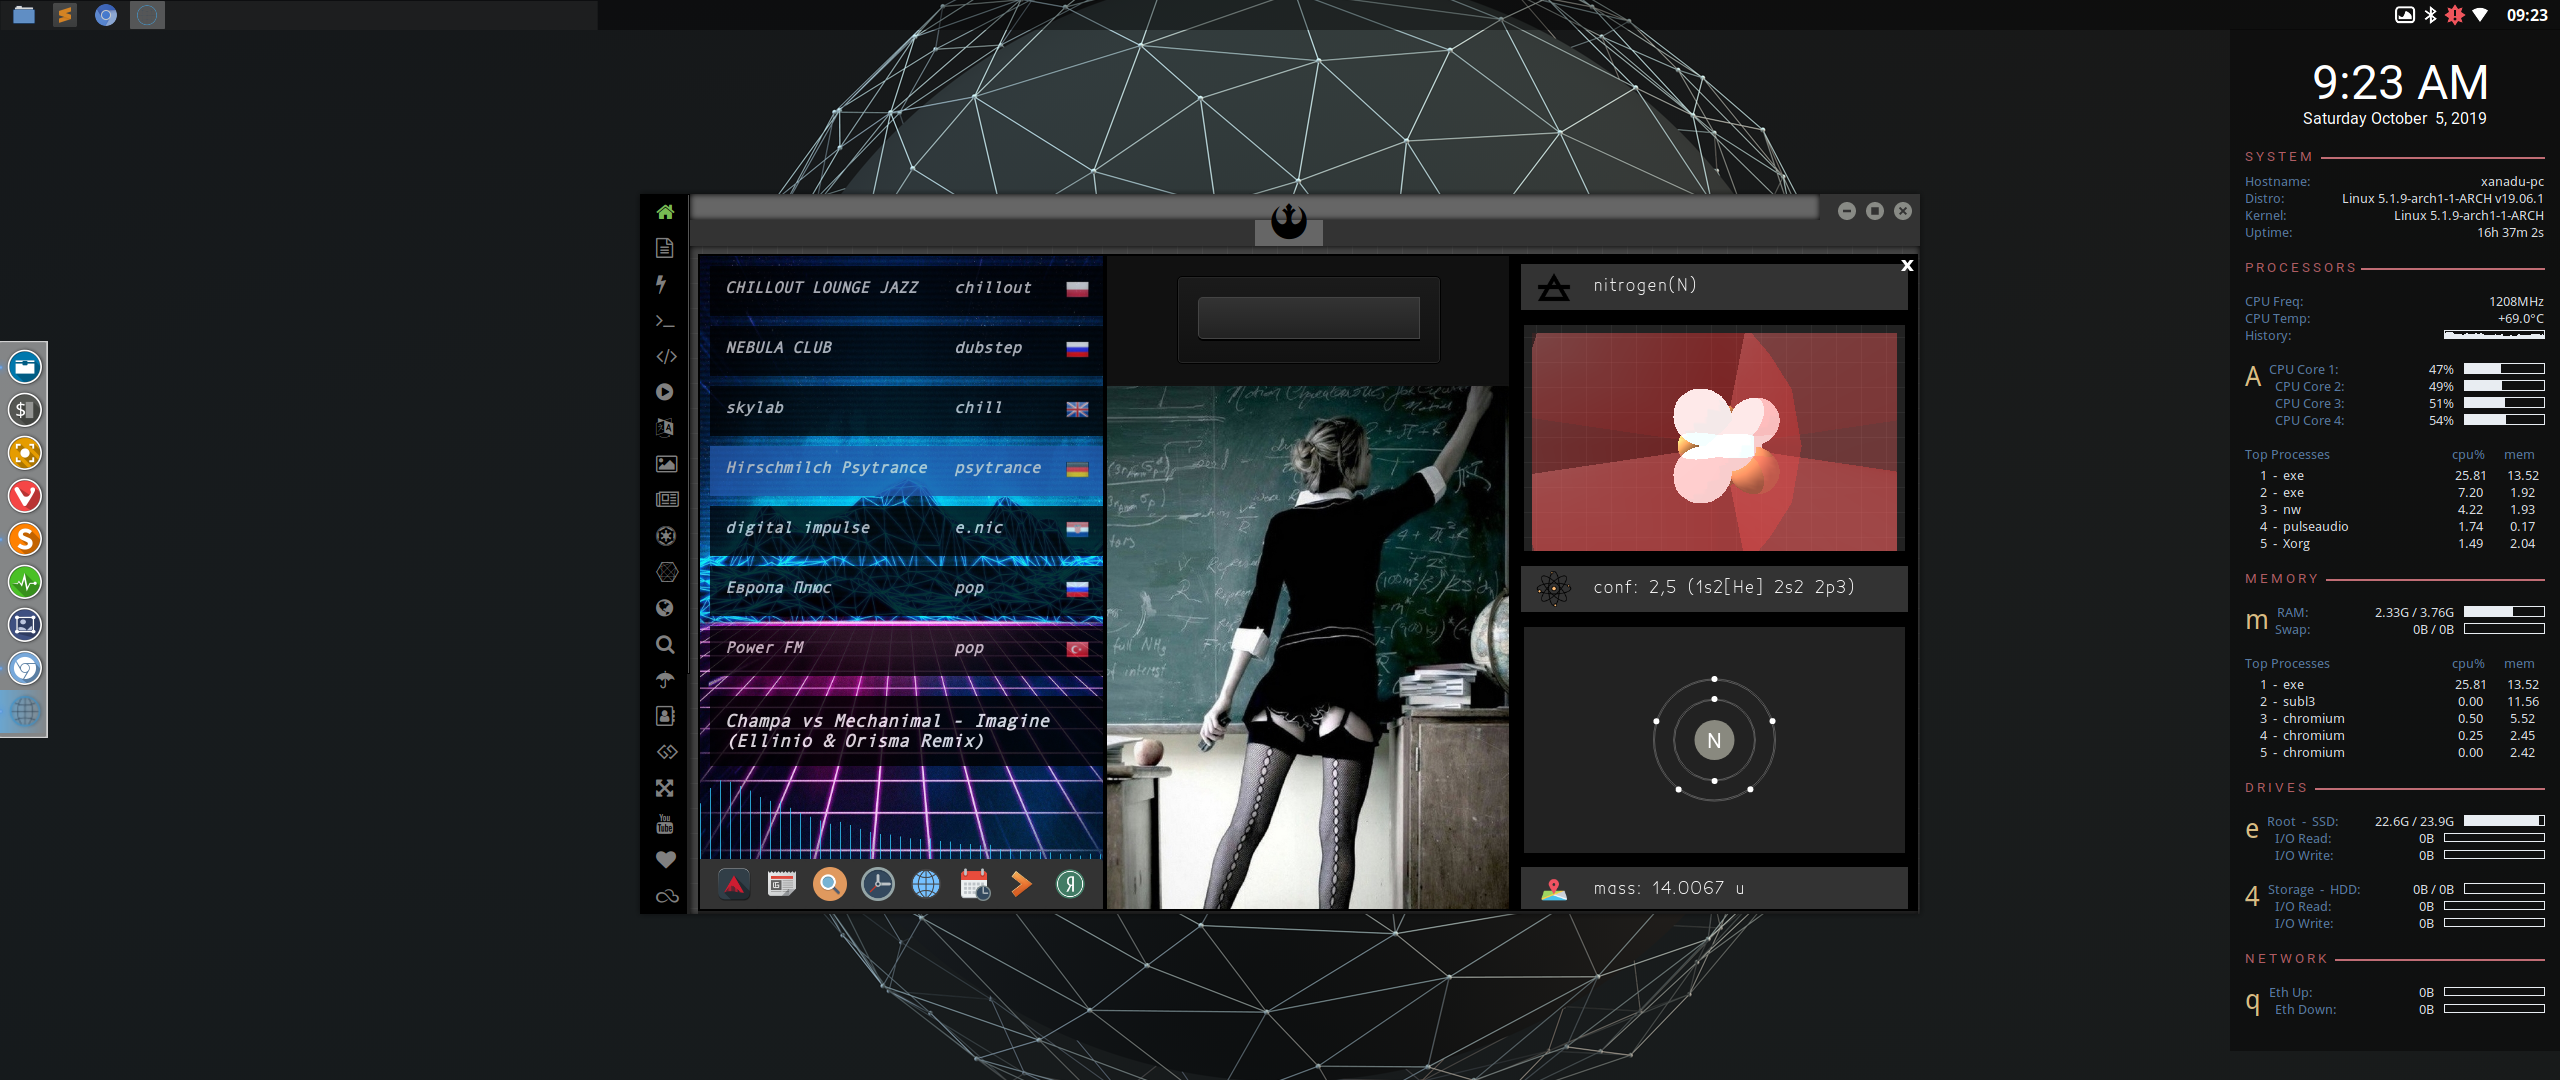 09:23
9:23 AM
Saturday October 5, 2019
SYSTEM
Hostname: xanadu-pc
Distro: Linux 5.1.9-arch1-1-ARCH v19.06.1
Kernel: Linux 5.1.9-arch1-1-ARCH
Uptime: 16h 37m 2s
PROCESSORS
CPU Freq: 1208MHz
CPU Temp: +69.0°C
History:
A CPU Core 1: 47%
CPU Core 2: 49%
CPU Core 3: 51%
CPU Core 4: 54%
Top Processes cpu% mem
1 - exe 25.81 13.52
2 - exe 7.20 1.92
3 - nw 4.22 1.93
4 - pulseaudio 1.74 0.17
5 - Xorg 1.49 2.04
MEMORY
m RAM: 2.33G / 3.76G
Swap: 0B / 0B
Top Processes cpu% mem
1 - exe 25.81 13.52
2 - subl3 0.00 11.56
3 - chromium 0.50 5.52
4 - chromium 0.25 2.45
5 - chromium 0.00 2.42
DRIVES
e Root - SSD: 22.6G / 23.9G
I/O Read: 0B
I/O Write: 0B
4 Storage - HDD: 0B / 0B
I/O Read: 0B
I/O Write: 0B
NETWORK
q Eth Up: 0B
Eth Down: 0B
CHILLOUT LOUNGE JAZZ chillout
NEBULA CLUB dubstep
skylab chill
Hirschmilch Psytrance psytrance
digital impulse e.nic
Европа Плюс pop
Power FM pop
Champa vs Mechanimal - Imagine
(Ellinio & Orisma Remix)
You
Tube
Я
x
nitrogen(N)
conf: 2,5 (1s2[He] 2s2 2p3)
N
mass: 14.0067 u